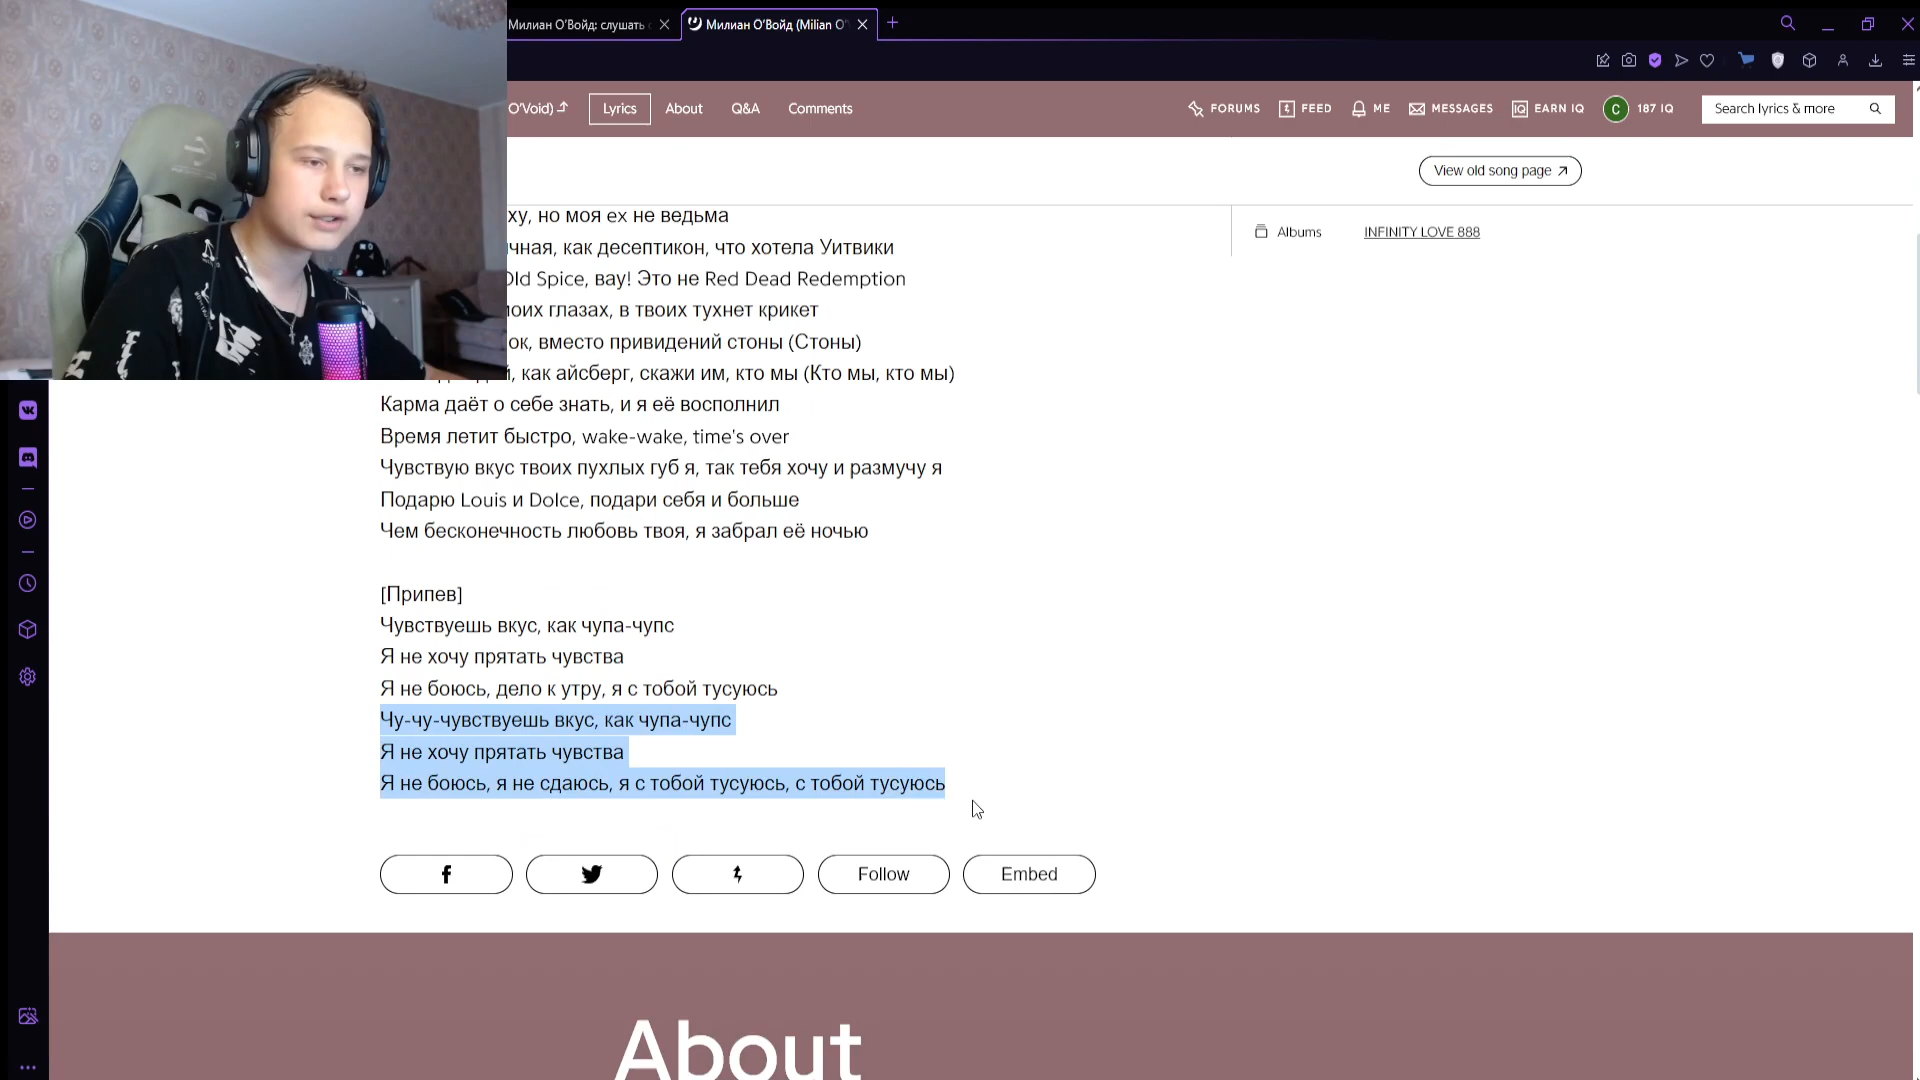 Милиан О'Войд: слушать
Милиан О'Войд (Milian O'
O'Void)
Lyrics
About
Q&A
Comments
FORUMS
FEED
ME
MESSAGES
EARN IQ
C
187 IQ
Search lyrics & more
View old song page
но моя ex не ведьма
как десептикон, что хотела Уитвики
Old Spice, вау! Это не Red Dead Redemption
глазах, в твоих тухнет крикет
вместо привидений стоны (Стоны)
как айсберг, скажи им, кто мы (Кто мы, кто мы)
Карма даёт о себе знать, и я её восполнил
Время летит быстро, wake-wake, time's over
Чувствую вкус твоих пухлых губ я, так тебя хочу и размучу я
Подарю Louis и Dolce, подари себя и больше
Чем бесконечность любовь твоя, я забрал её ночью
Albums
INFINITY LOVE 888
[Припев]
Чувствуешь вкус, как чупа-чупс
Я не хочу прятать чувства
Я не боюсь, дело к утру, я с тобой тусуюсь
Чу-чу-чувствуешь вкус, как чупа-чупс
Я не хочу прятать чувства
Я не боюсь, я не сдаюсь, я с тобой тусуюсь, с тобой тусуюсь
Follow
Embed
About